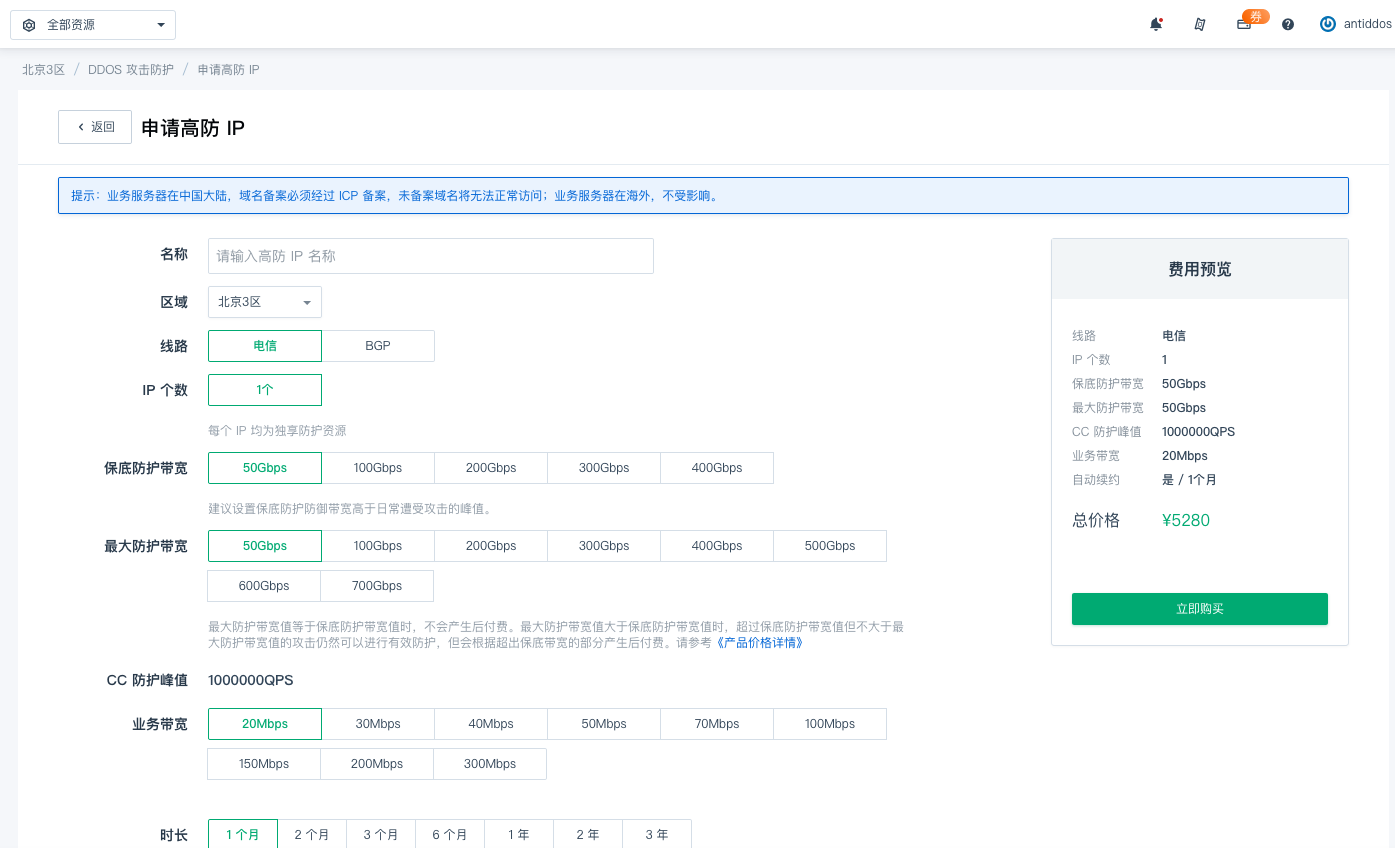 全部资源
券
antiddos
北京3区 / DDOS 攻击防护 / 申请高防 IP
返回
申请高防 IP
提示：业务服务器在中国大陆，域名备案必须经过 ICP 备案，未备案域名将无法正常访问；业务服务器在海外，不受影响。
名称
请输入高防 IP 名称
区域
北京3区
线路
电信 BGP
IP 个数
1个
每个 IP 均为独享防护资源
保底防护带宽
50Gbps 100Gbps 200Gbps 300Gbps 400Gbps
建议设置保底防护防御带宽高于日常遭受攻击的峰值。
最大防护带宽
50Gbps 100Gbps 200Gbps 300Gbps 400Gbps 500Gbps
600Gbps 700Gbps
最大防护带宽值等于保底防护带宽值时，不会产生后付费。最大防护带宽值大于保底防护带宽值时，超过保底防护带宽值但不大于最
大防护带宽值的攻击仍然可以进行有效防护，但会根据超出保底带宽的部分产生后付费。请参考《产品价格详情》
CC 防护峰值
1000000QPS
业务带宽
20Mbps 30Mbps 40Mbps 50Mbps 70Mbps 100Mbps
150Mbps 200Mbps 300Mbps
时长
1 个月 2 个月 3 个月 6 个月 1 年 2 年 3 年
费用预览
线路 电信
IP 个数 1
保底防护带宽 50Gbps
最大防护带宽 50Gbps
CC 防护峰值 1000000QPS
业务带宽 20Mbps
自动续约 是 / 1个月
总价格 ¥5280
立即购买